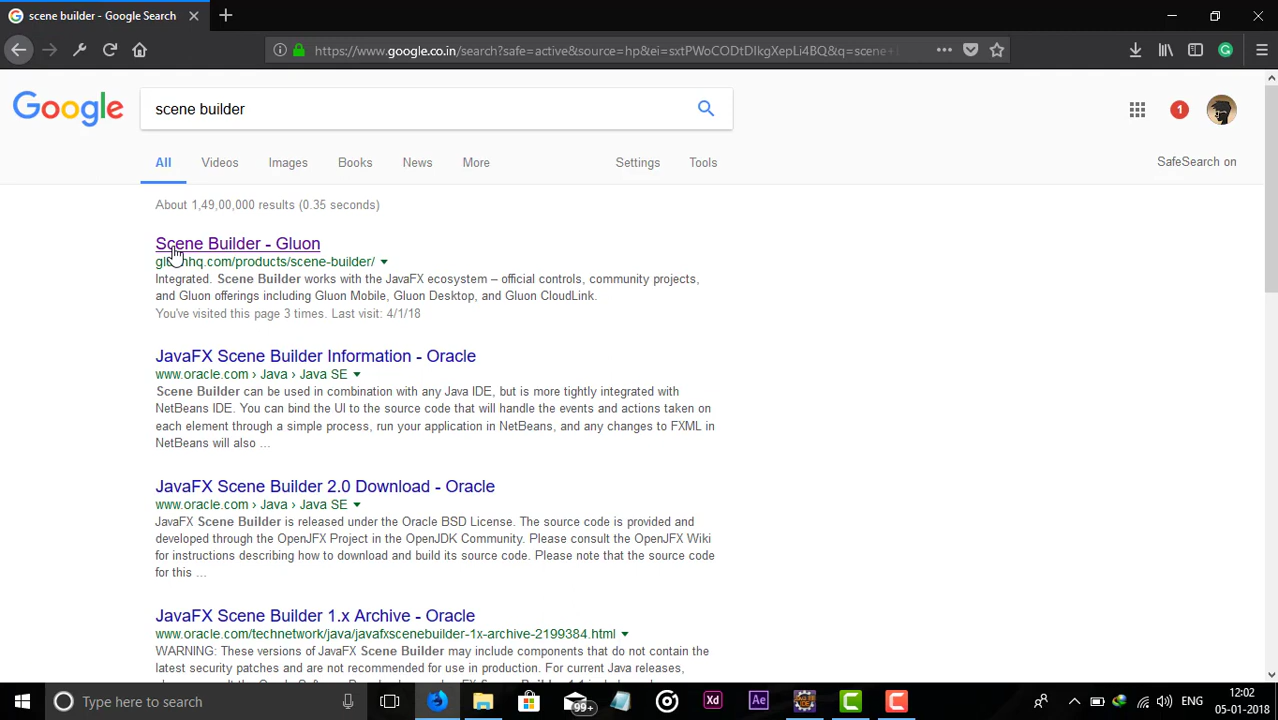 scene builder - Google Search
https://www.google.co.in/search?safe=active&source=hp&ei=sxtPWoCODtDIkgXepLi4BQ&q=scene+
Google
scene builder
1
All Videos Images Books News More Settings Tools
SafeSearch on
About 1,49,00,000 results (0.35 seconds)
Scene Builder - Gluon
gluonhq.com/products/scene-builder/
Integrated. Scene Builder works with the JavaFX ecosystem – official controls, community projects,
and Gluon offerings including Gluon Mobile, Gluon Desktop, and Gluon CloudLink.
You've visited this page 3 times. Last visit: 4/1/18
JavaFX Scene Builder Information - Oracle
www.oracle.com › Java › Java SE
Scene Builder can be used in combination with any Java IDE, but is more tightly integrated with
NetBeans IDE. You can bind the UI to the source code that will handle the events and actions taken on
each element through a simple process, run your application in NetBeans, and any changes to FXML in
NetBeans will also ...
JavaFX Scene Builder 2.0 Download - Oracle
www.oracle.com › Java › Java SE
JavaFX Scene Builder is released under the Oracle BSD License. The source code is provided and
developed through the OpenJFX Project in the OpenJDK Community. Please consult the OpenJFX Wiki
for instructions describing how to download and build its source code. Please note that the source code
for this ...
JavaFX Scene Builder 1.x Archive - Oracle
www.oracle.com/technetwork/java/javafxscenebuilder-1x-archive-2199384.html
WARNING: These versions of JavaFX Scene Builder may include components that do not contain the
latest security patches and are not recommended for use in production. For current Java releases,
Type here to search
99+
Xd
Ae
ENG
12:02
05-01-2018